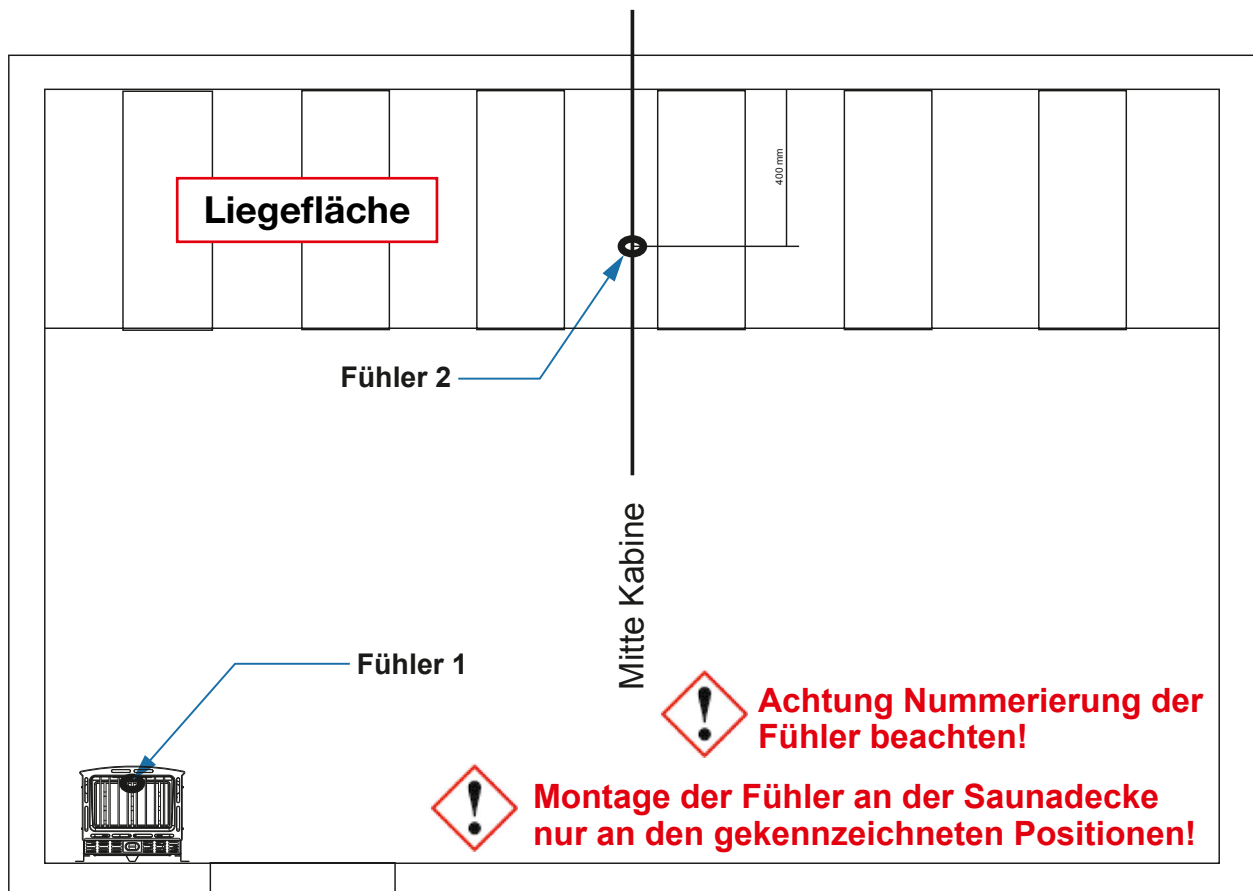 400 mm
Liegefläche
Fühler 2
Mitte Kabine
Fühler 1
Achtung Nummerierung der
Fühler beachten!
Montage der Fühler an der Saunadecke
nur an den gekennzeichneten Positionen!